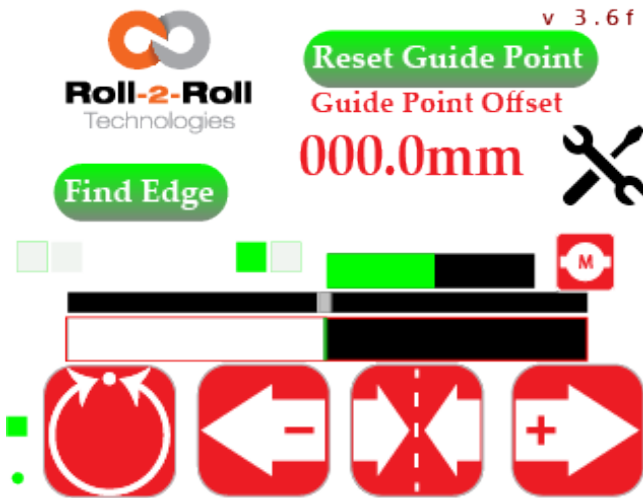 v 3.6f
Roll-2-Roll
Technologies
Reset Guide Point
Guide Point Offset
000.0mm
Find Edge
M
−
+